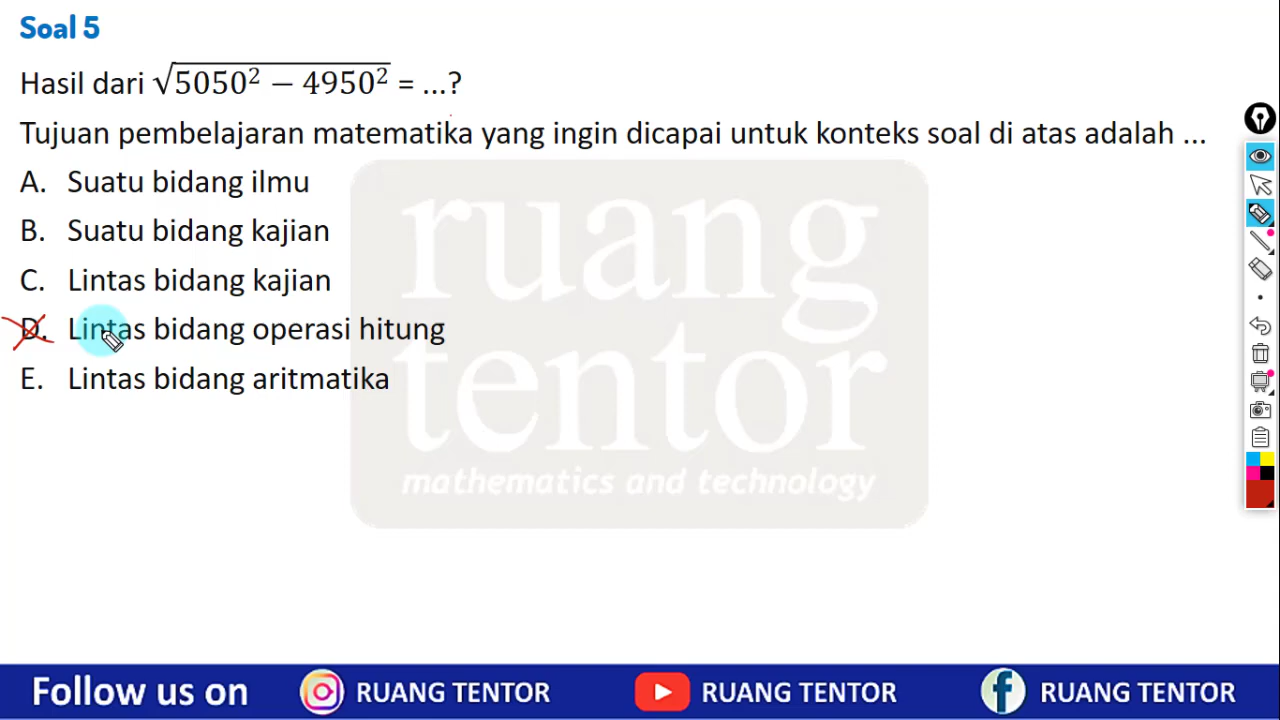 Soal 5
Hasil dari √5050² − 4950² = ...?
Tujuan pembelajaran matematika yang ingin dicapai untuk konteks soal di atas adalah ...
A. Suatu bidang ilmu
B. Suatu bidang kajian
C. Lintas bidang kajian
D. Lintas bidang operasi hitung
E. Lintas bidang aritmatika
ruang
tentor
mathematics and technology
Follow us on RUANG TENTOR RUANG TENTOR RUANG TENTOR